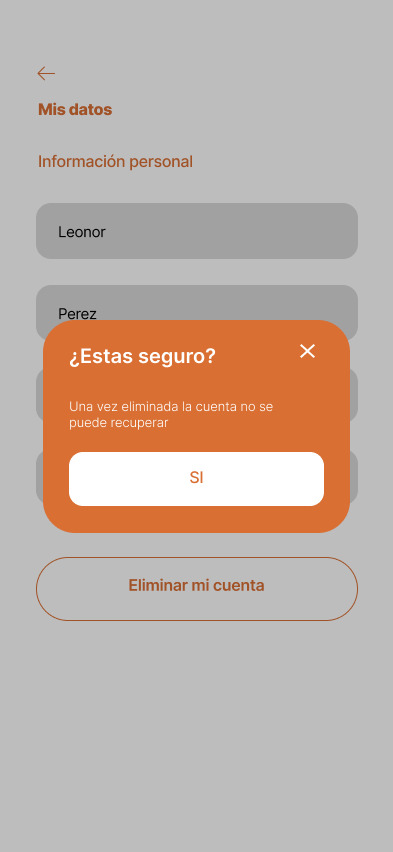 Mis datos
Información personal
Leonor
Perez
¿Estas seguro?
Una vez eliminada la cuenta no se
puede recuperar
SI
Eliminar mi cuenta